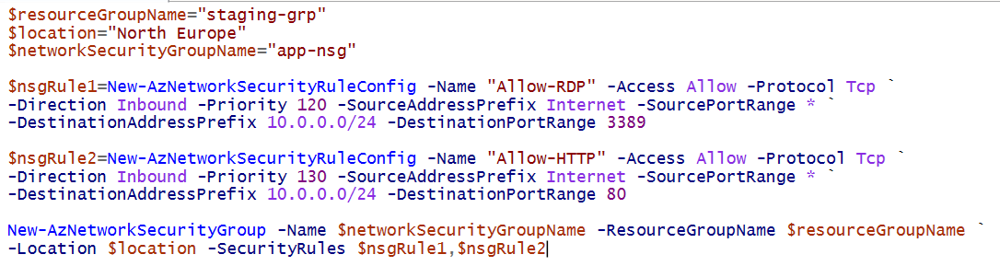 $resourceGroupName="staging-grp"
$location="North Europe"
$networkSecurityGroupName="app-nsg"
$nsgRule1=New-AzNetworkSecurityRuleConfig -Name "Allow-RDP" -Access Allow -Protocol Tcp `
-Direction Inbound -Priority 120 -SourceAddressPrefix Internet -SourcePortRange * `
-DestinationAddressPrefix 10.0.0.0/24 -DestinationPortRange 3389
$nsgRule2=New-AzNetworkSecurityRuleConfig -Name "Allow-HTTP" -Access Allow -Protocol Tcp `
-Direction Inbound -Priority 130 -SourceAddressPrefix Internet -SourcePortRange * `
-DestinationAddressPrefix 10.0.0.0/24 -DestinationPortRange 80
New-AzNetworkSecurityGroup -Name $networkSecurityGroupName -ResourceGroupName $resourceGroupName `
-Location $location -SecurityRules $nsgRule1,$nsgRule2